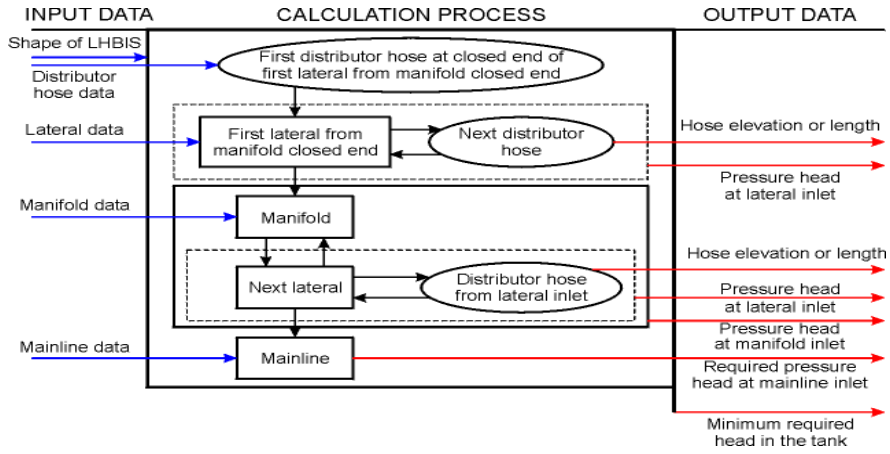 INPUT DATA
CALCULATION PROCESS
OUTPUT DATA
Shape of LHBIS
Distributor
hose data
First distributor hose at closed end of
first lateral from manifold closed end
Lateral data
First lateral from
manifold closed end
Next distributor
hose
Hose elevation or length
Pressure head
at lateral inlet
Manifold data
Manifold
Next lateral
Distributor hose
from lateral inlet
Hose elevation or length
Pressure head
at lateral inlet
Pressure head
at manifold inlet
Mainline data
Mainline
Required pressure
head at mainline inlet
Minimum required
head in the tank